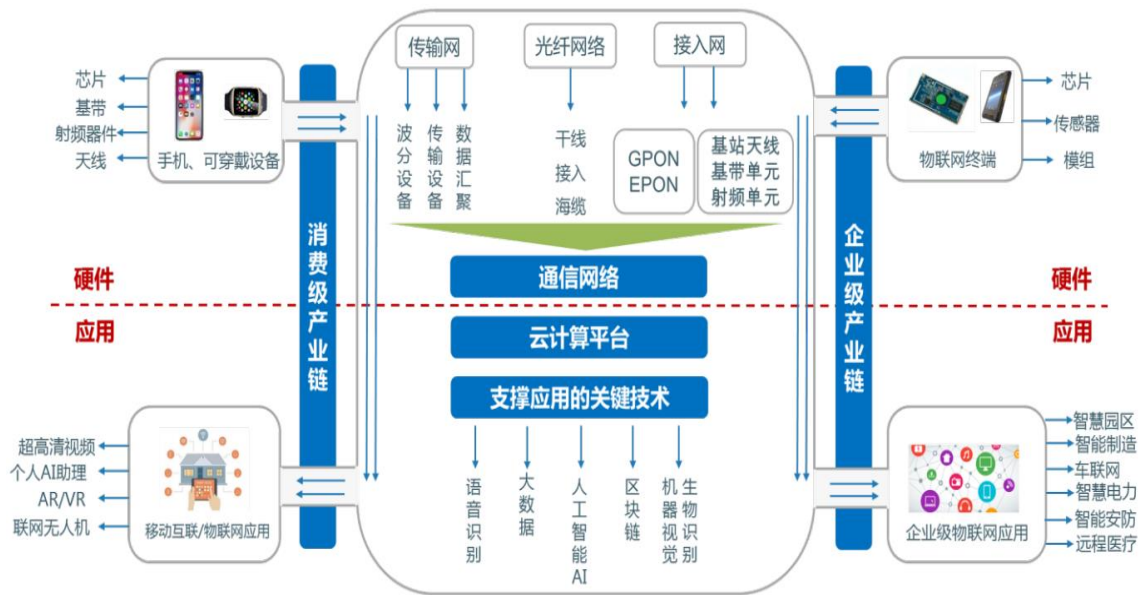 传输网
光纤网络
接入网
芯片
基带
射频器件
天线
手机、可穿戴设备
波分设备
传输设备
数据汇聚
干线
接入
海缆
GPON
EPON
基站天线
基带单元
射频单元
物联网终端
芯片
传感器
模组
消费级产业链
企业级产业链
硬件
应用
通信网络
云计算平台
支撑应用的关键技术
硬件
应用
超高清视频
个人AI助理
AR/VR
联网无人机
移动互联/物联网应用
语音识别
大数据
人工智能AI
区块链
机器视觉
生物识别
企业级物联网应用
智慧园区
智能制造
车联网
智慧电力
智能安防
远程医疗